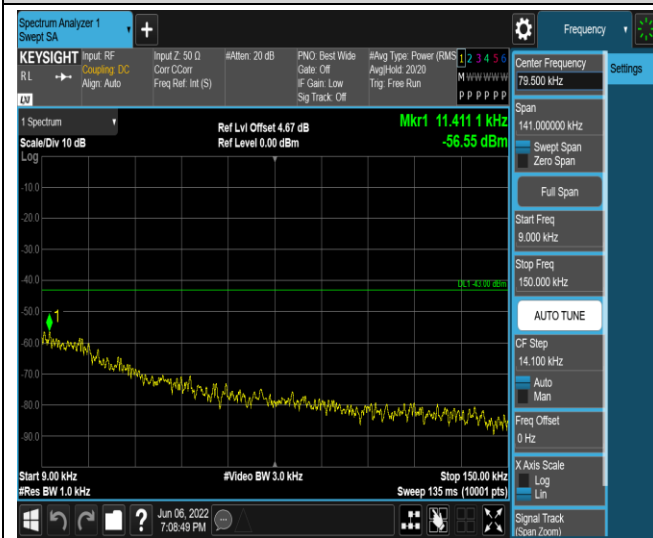 Spectrum Analyzer 1
Swept SA
Frequency
KEYSIGHT Input: RF Input Z: 50 Ω #Atten: 20 dB PNO: Best Wide #Avg Type: Power (RMS 1 2 3 4 5 6
RL Coupling: DC Corr CCorr Gate: Off Avg|Hold: 20/20 M W W W W W
Align: Auto Freq Ref: Int (S) IF Gain: Low Trig: Free Run
LXI Sig Track: Off P P P P P P
1 Spectrum
Scale/Div 10 dB
Ref Lvl Offset 4.67 dB
Ref Level 0.00 dBm
Mkr1 11.411 1 kHz
-56.55 dBm
Log
-10.0
-20.0
-30.0
-40.0
DL1 -43.00 dBm
-50.0
1
-60.0
-70.0
-80.0
-90.0
Start 9.00 kHz #Video BW 3.0 kHz Stop 150.00 kHz
#Res BW 1.0 kHz Sweep 135 ms (10001 pts)
?
Jun 06, 2022
7:08:49 PM
Center Frequency
79.500 kHz
Settings
Span
141.000000 kHz
Swept Span
Zero Span
Full Span
Start Freq
9.000 kHz
Stop Freq
150.000 kHz
AUTO TUNE
CF Step
14.100 kHz
Auto
Man
Freq Offset
0 Hz
X Axis Scale
Log
Lin
Signal Track
(Span Zoom)